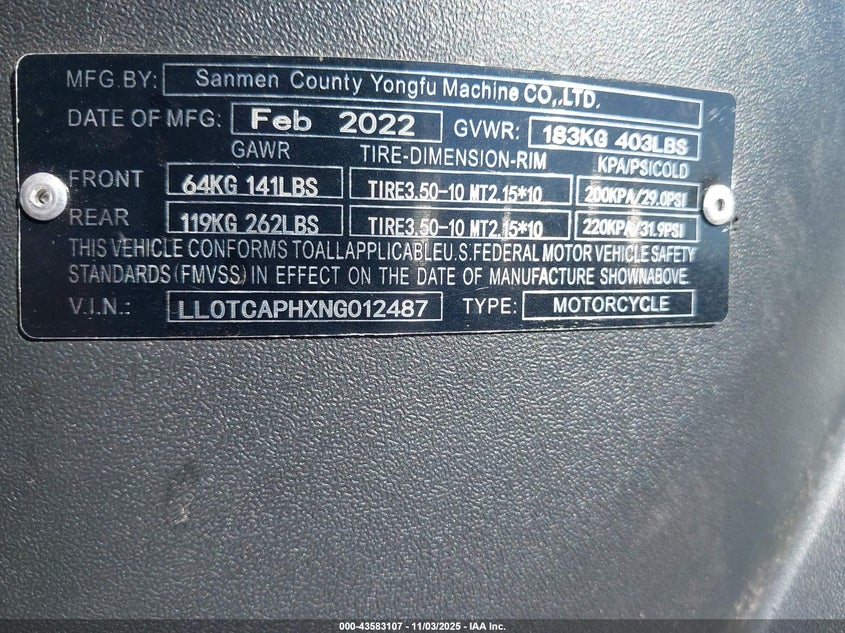 MFG.BY: Sanmen County Yongfu Machine CO,.LTD.
DATE OF MFG: Feb 2022 GVWR: 183KG 403LBS
GAWR TIRE-DIMENSION-RIM KPA/PSICOLD
FRONT 64KG 141LBS TIRE3.50-10 MT2.15*10 200KPA/29.0PSI
REAR 119KG 262LBS TIRE3.50-10 MT2.15*10 220KPA/31.9PSI
THIS VEHICLE CONFORMS TOALLAPPLICABLEU.S.FEDERAL MOTOR VEHICLE SAFETY
STANDARDS (FMVSS) IN EFFECT ON THE DATE OF MANUFACTURE SHOWNABOVE
V.I.N.: LL0TCAPHXNG012487 TYPE: MOTORCYCLE
000-43583107 - 11/03/2025 - IAA Inc.